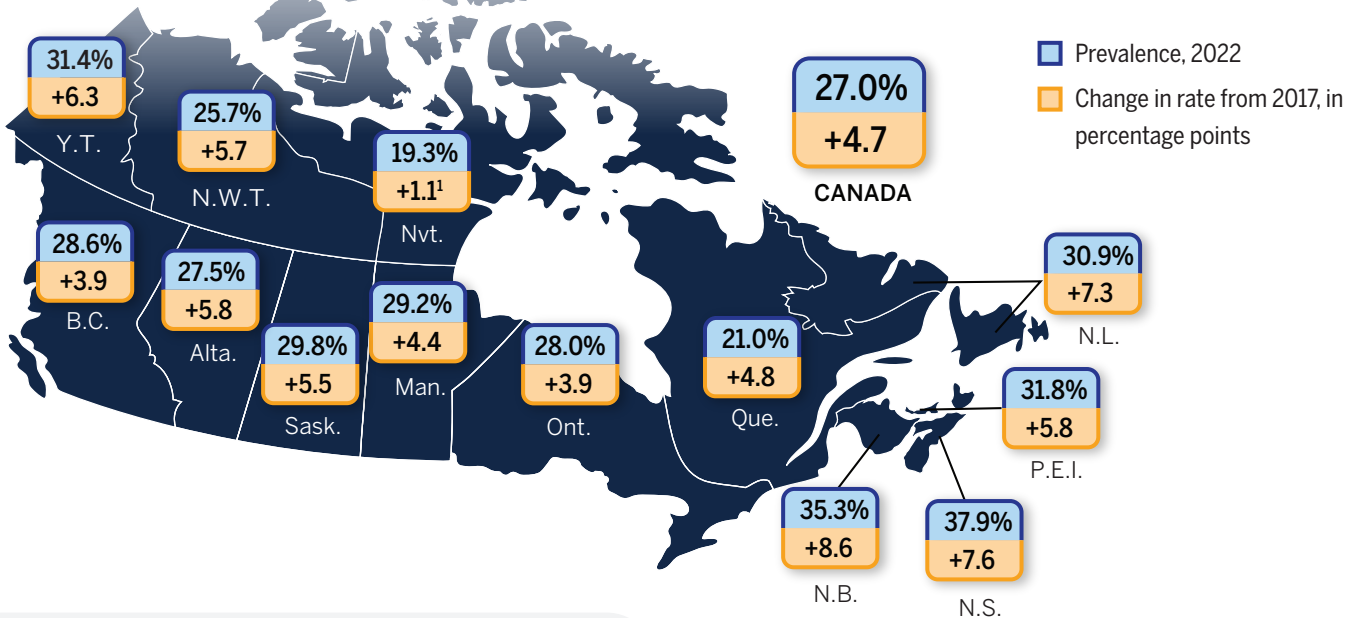 31.4%
+6.3
Y.T.
25.7%
+5.7
N.W.T.
19.3%
+1.1¹
Nvt.
27.0%
+4.7
CANADA
Prevalence, 2022
Change in rate from 2017, in
percentage points
28.6%
+3.9
B.C.
27.5%
+5.8
Alta.
29.8%
+5.5
Sask.
29.2%
+4.4
Man.
28.0%
+3.9
Ont.
21.0%
+4.8
Que.
30.9%
+7.3
N.L.
31.8%
+5.8
P.E.I.
35.3%
+8.6
N.B.
37.9%
+7.6
N.S.